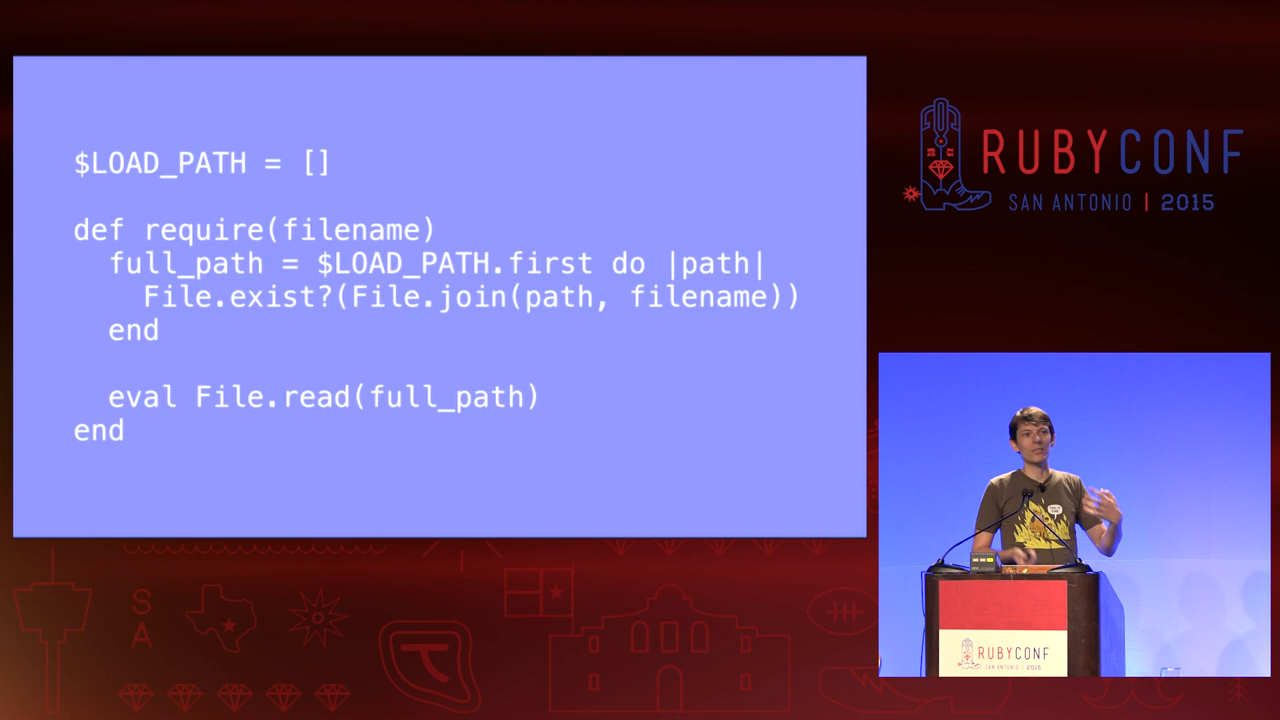 $LOAD_PATH = []
def require(filename)
  full_path = $LOAD_PATH.first do |path|
    File.exist?(File.join(path, filename))
  end
  eval File.read(full_path)
end
RUBYCONF
SAN ANTONIO | 2015
S
A
RUBYCONF
SAN ANTONIO | 2015